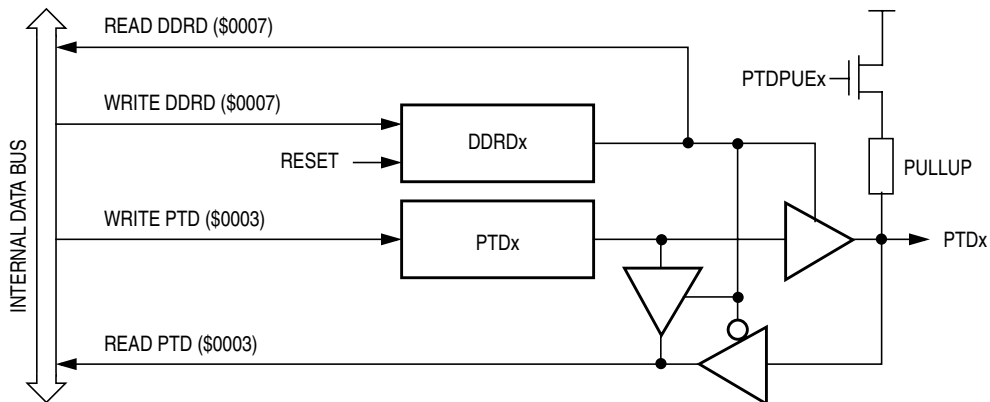 READ DDRD ($0007)
PTDPUEx
WRITE DDRD ($0007)
DDRDx
RESET
PULLUP
WRITE PTD ($0003)
PTDx
PTDx
INTERNAL DATA BUS
READ PTD ($0003)